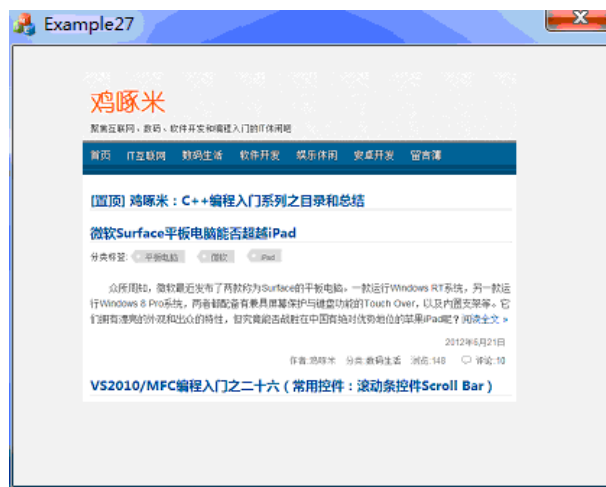 Example27
鸡啄米
聚集互联网、数码、软件开发和编程入门的IT休闲吧
首页 IT互联网 数码生活 软件开发 娱乐休闲 安卓开发 留言簿
[置顶] 鸡啄米：C++编程入门系列之目录和总结
微软Surface平板电脑能否超越iPad
分类标签: 平板电脑 微软 iPad
众所周知，微软最近发布了两款称为Surface的平板电脑，一款运行Windows RT系统，另一款运
行Windows 8 Pro系统，两者都配备有兼具屏幕保护与键盘功能的Touch Over，以及内置支架等。它
们拥有漂亮的外观和出众的特性，但究竟能否战胜在中国有绝对优势地位的苹果iPad呢？阅读全文 »
2012年6月21日
作者:鸡啄米 分类:数码生活 浏览:148 评论:10
VS2010/MFC编程入门之二十六（常用控件：滚动条控件Scroll Bar）